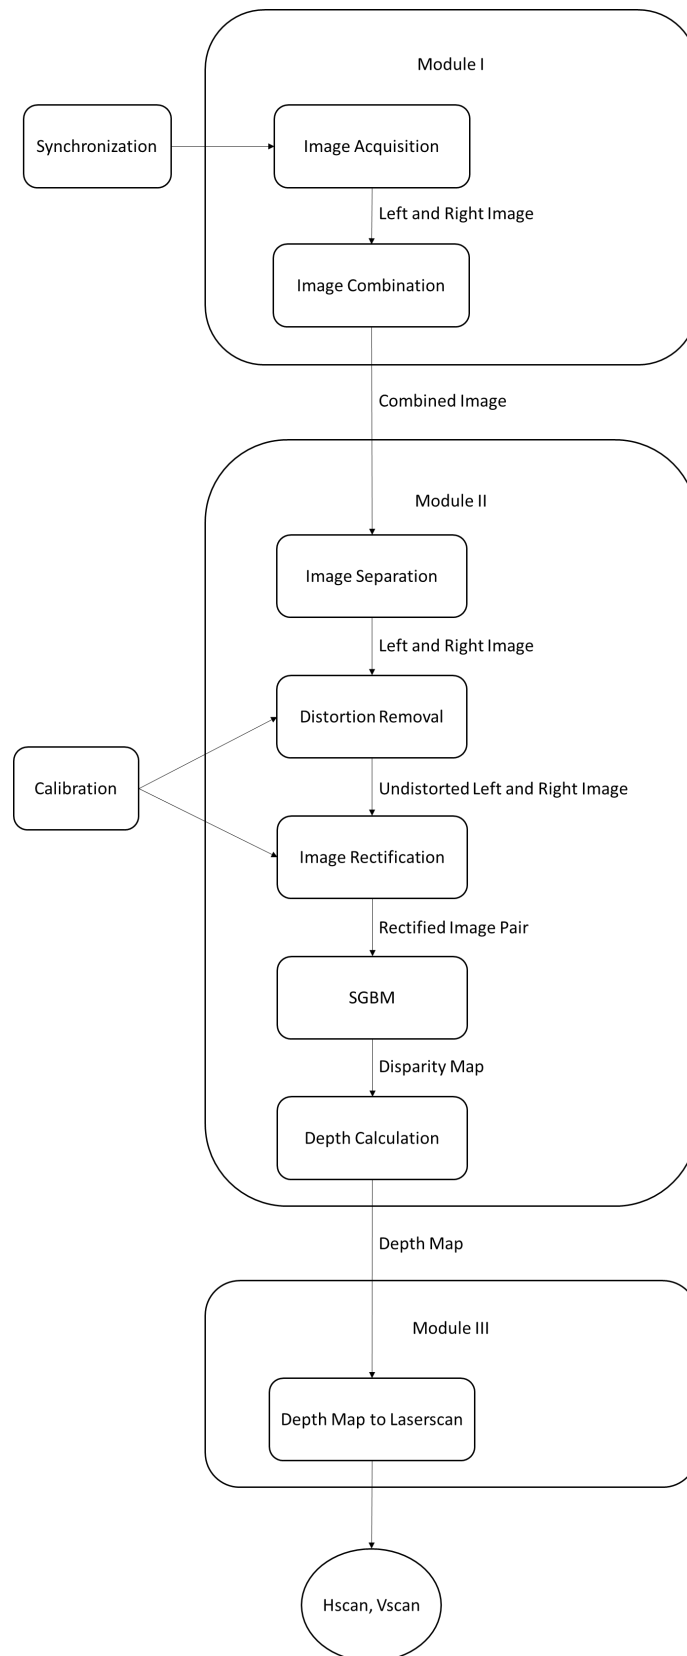 Module I
Synchronization
Image Acquisition
Left and Right Image
Image Combination
Combined Image
Module II
Image Separation
Left and Right Image
Distortion Removal
Calibration
Undistorted Left and Right Image
Image Rectification
Rectified Image Pair
SGBM
Disparity Map
Depth Calculation
Depth Map
Module III
Depth Map to Laserscan
Hscan, Vscan